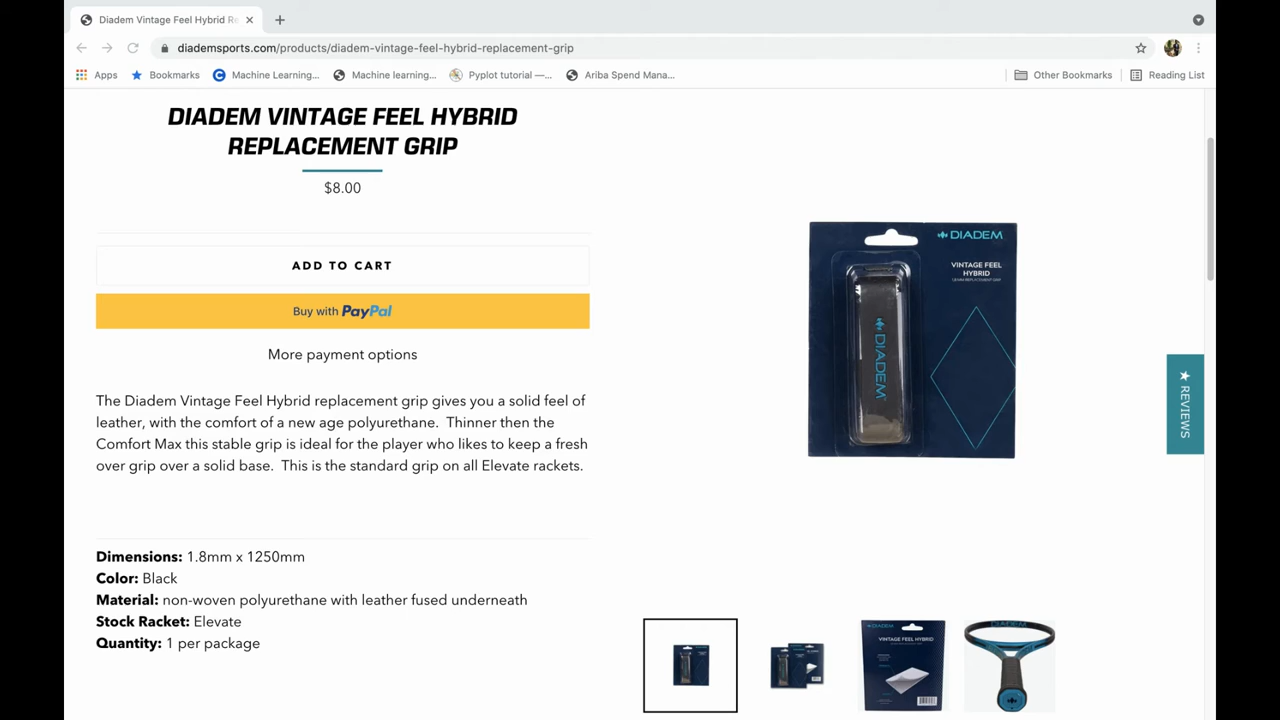 Diadem Vintage Feel Hybrid Re
diademsports.com/products/diadem-vintage-feel-hybrid-replacement-grip
Apps
Bookmarks
Machine Learning...
Machine learning...
Pyplot tutorial —...
Ariba Spend Mana...
Other Bookmarks
Reading List
DIADEM VINTAGE FEEL HYBRID
REPLACEMENT GRIP
$8.00
ADD TO CART
Buy with PayPal
More payment options
The Diadem Vintage Feel Hybrid replacement grip gives you a solid feel of
leather, with the comfort of a new age polyurethane.  Thinner then the
Comfort Max this stable grip is ideal for the player who likes to keep a fresh
over grip over a solid base.  This is the standard grip on all Elevate rackets.
Dimensions: 1.8mm x 1250mm
Color: Black
Material: non-woven polyurethane with leather fused underneath
Stock Racket: Elevate
Quantity: 1 per package
DIADEM
VINTAGE FEEL
HYBRID
DIADEM
★ REVIEWS
DIADEM
VINTAGE FEEL HYBRID